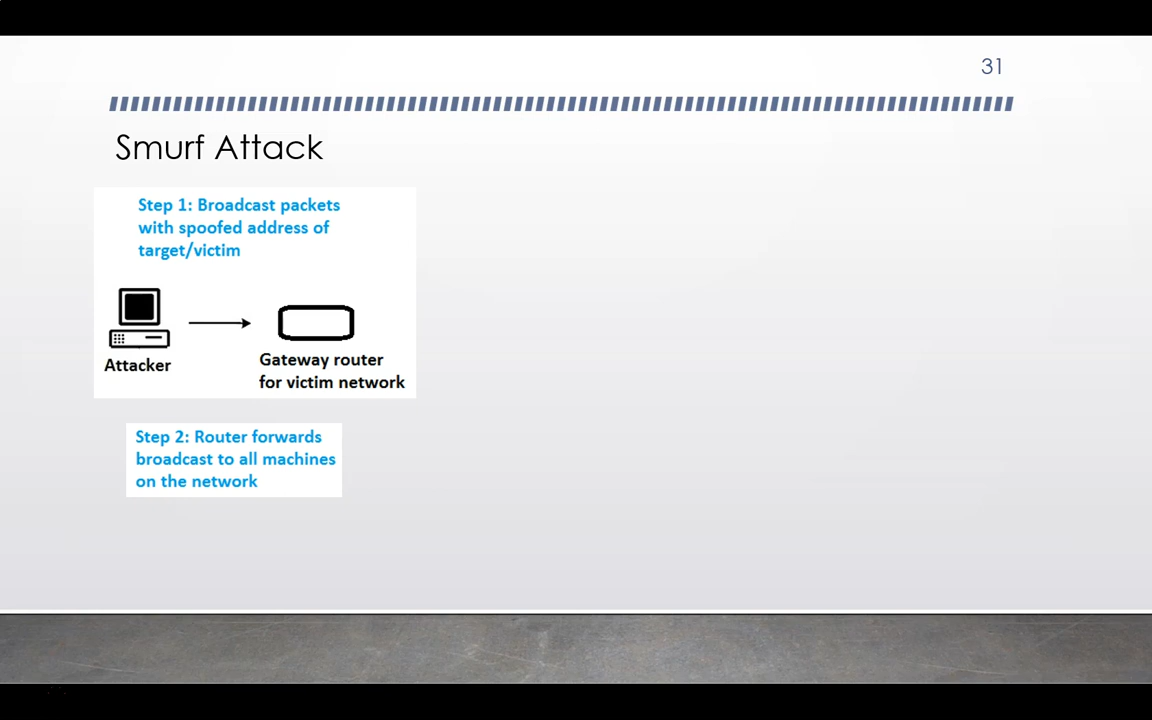 31
Smurf Attack
Step 1: Broadcast packets
with spoofed address of
target/victim
Attacker
Gateway router
for victim network
Step 2: Router forwards
broadcast to all machines
on the network